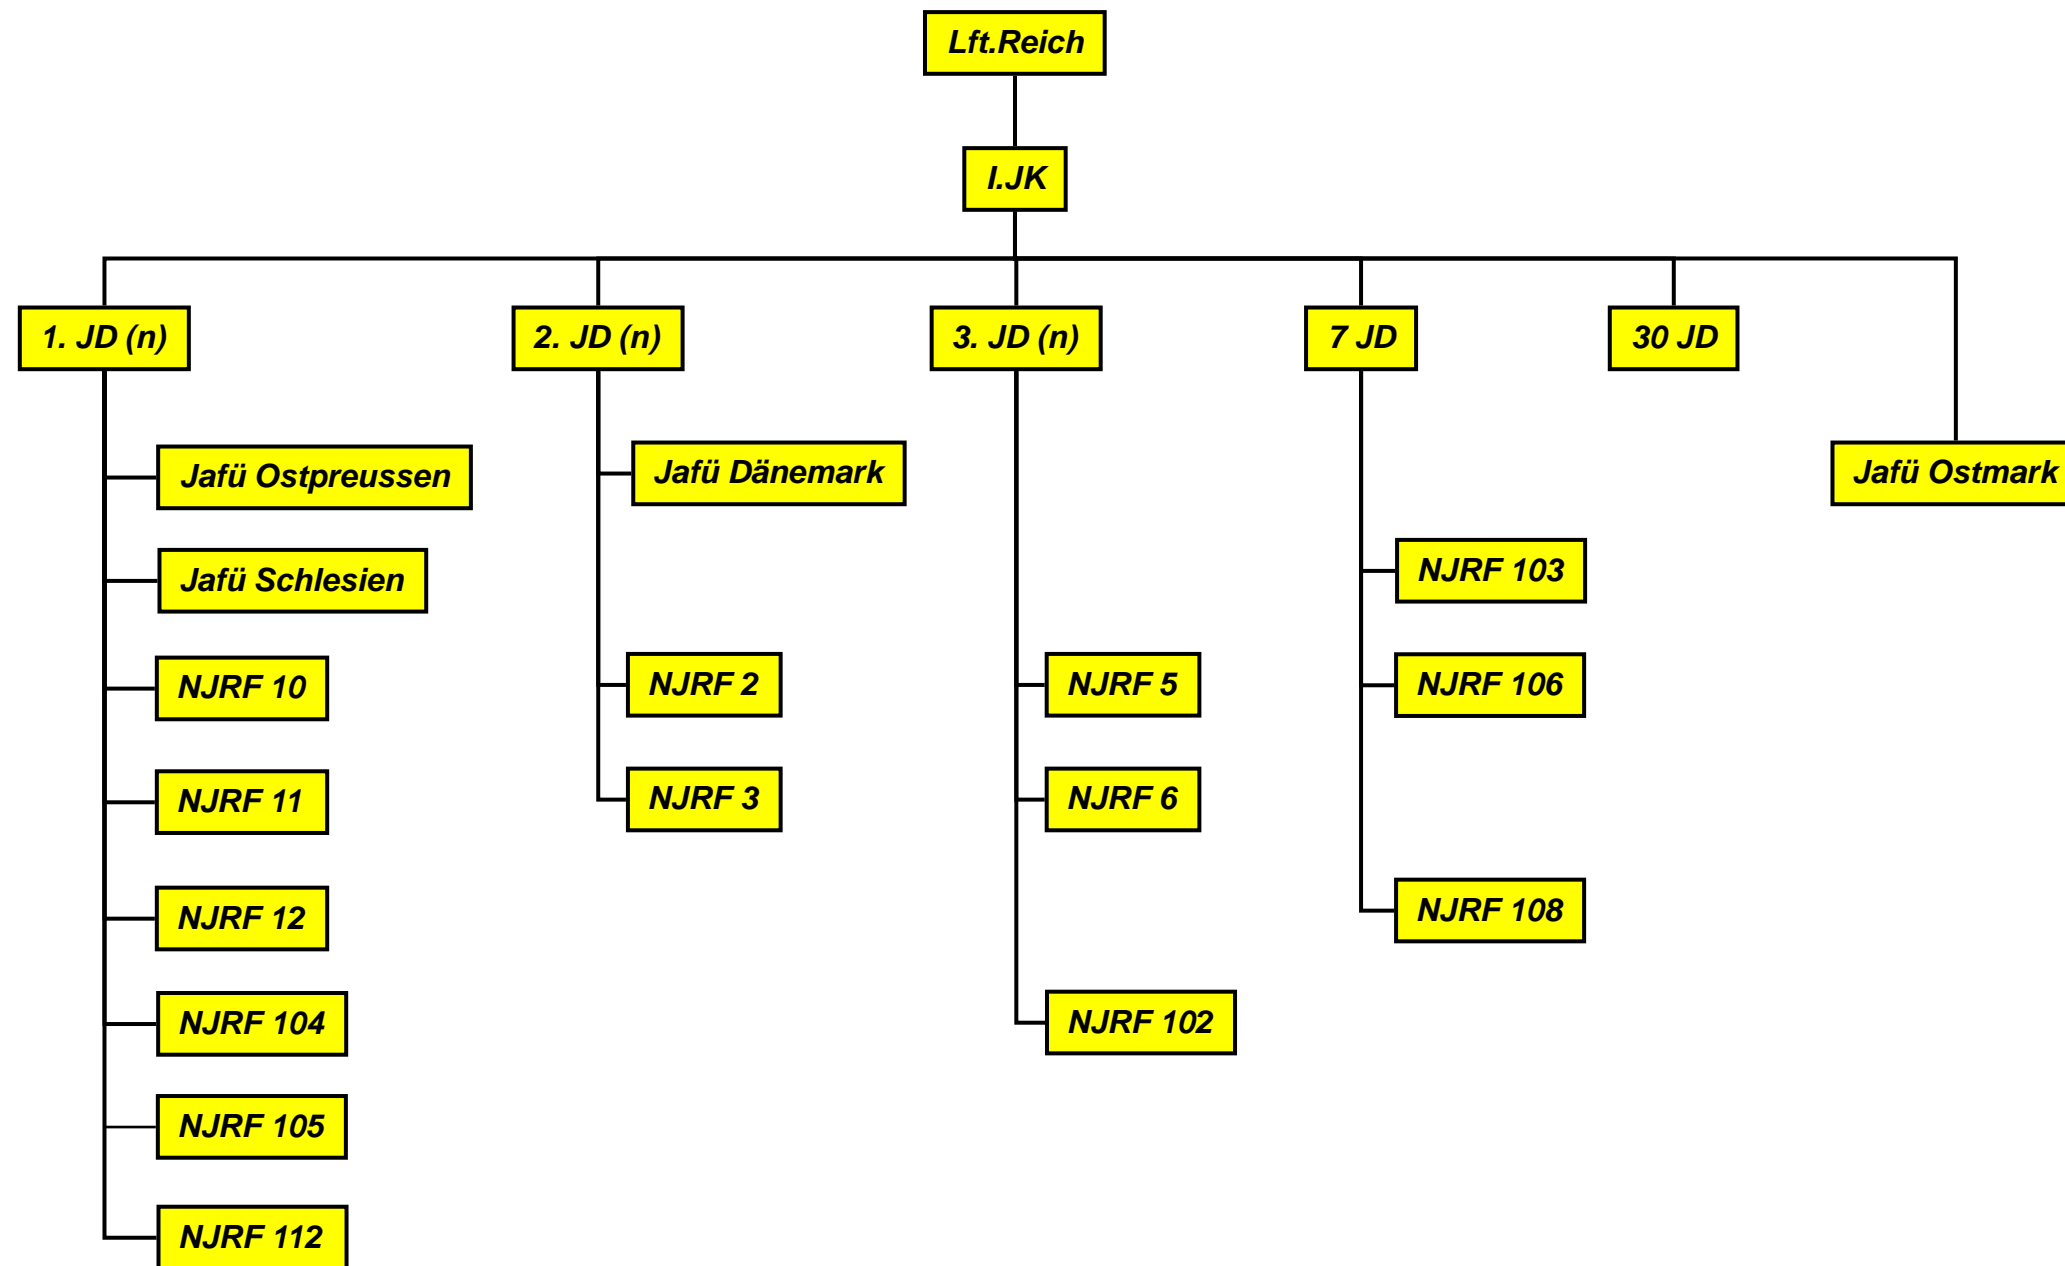 Lft.Reich
I.JK
1. JD (n)
2. JD (n)
3. JD (n)
7 JD
30 JD
Jafü Ostpreussen
Jafü Dänemark
Jafü Ostmark
Jafü Schlesien
NJRF 103
NJRF 10
NJRF 2
NJRF 5
NJRF 106
NJRF 11
NJRF 3
NJRF 6
NJRF 12
NJRF 108
NJRF 104
NJRF 102
NJRF 105
NJRF 112